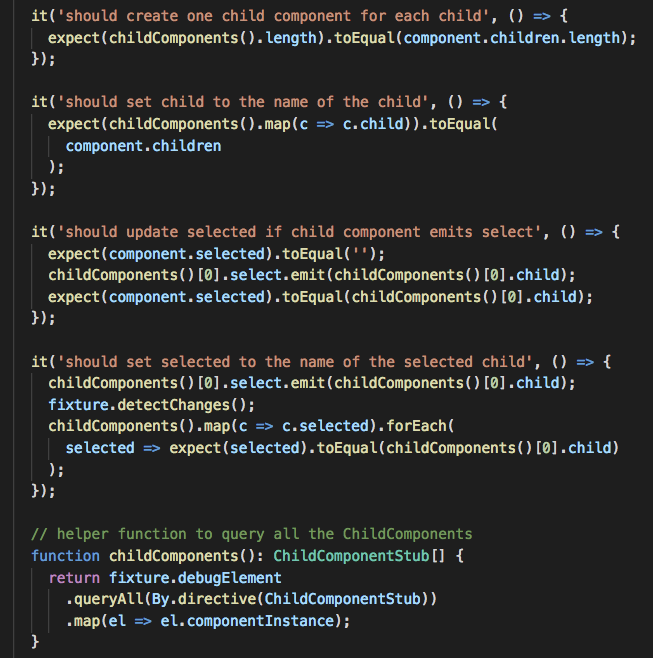 it('should create one child component for each child', () => {
  expect(childComponents().length).toEqual(component.children.length);
});

it('should set child to the name of the child', () => {
  expect(childComponents().map(c => c.child)).toEqual(
    component.children
  );
});

it('should update selected if child component emits select', () => {
  expect(component.selected).toEqual('');
  childComponents()[0].select.emit(childComponents()[0].child);
  expect(component.selected).toEqual(childComponents()[0].child);
});

it('should set selected to the name of the selected child', () => {
  childComponents()[0].select.emit(childComponents()[0].child);
  fixture.detectChanges();
  childComponents().map(c => c.selected).forEach(
    selected => expect(selected).toEqual(childComponents()[0].child)
  );
});

// helper function to query all the ChildComponents
function childComponents(): ChildComponentStub[] {
  return fixture.debugElement
    .queryAll(By.directive(ChildComponentStub))
    .map(el => el.componentInstance);
}